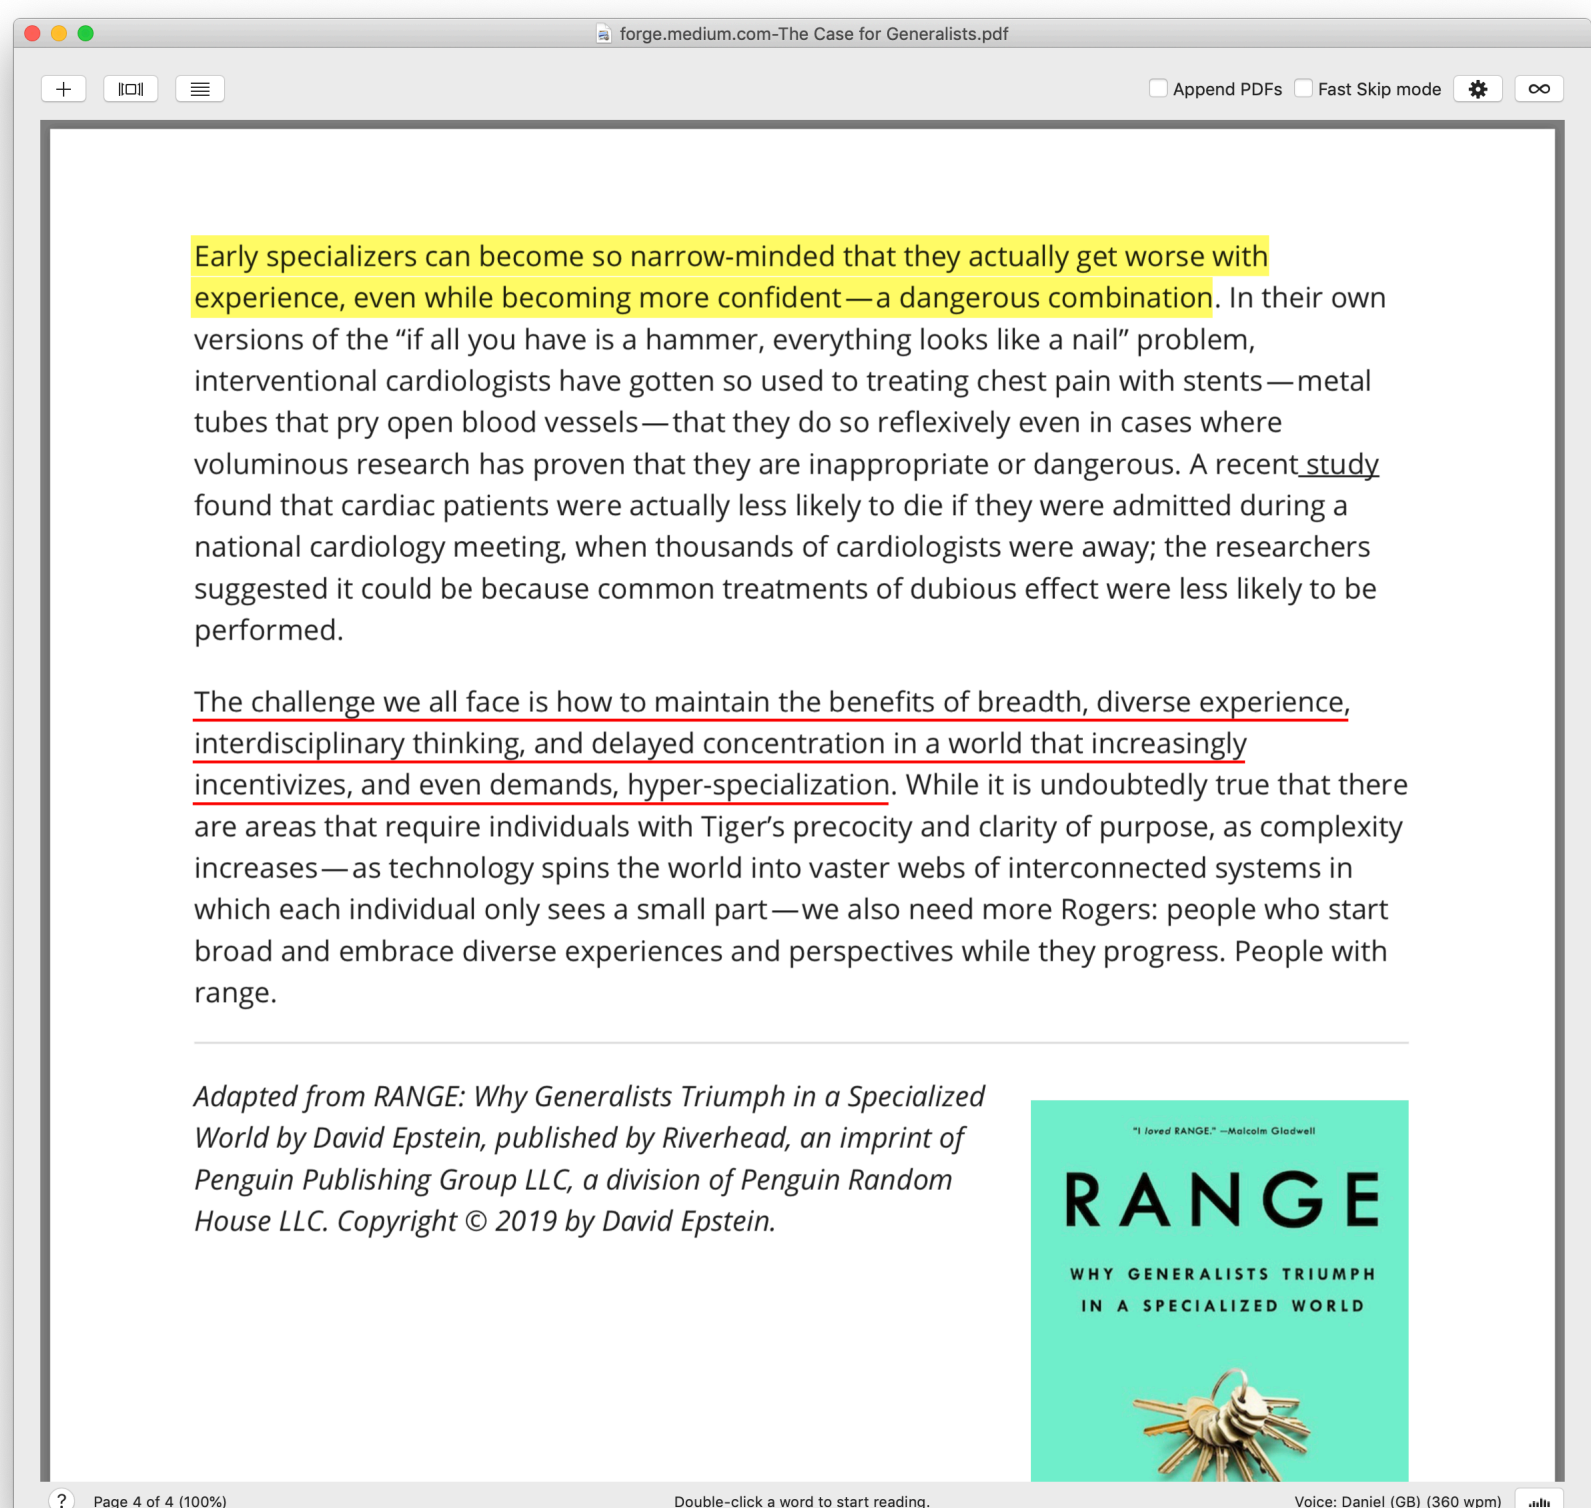 forge.medium.com-The Case for Generalists.pdf
Append PDFs Fast Skip mode
Early specializers can become so narrow-minded that they actually get worse with
experience, even while becoming more confident—a dangerous combination. In their own
versions of the “if all you have is a hammer, everything looks like a nail” problem,
interventional cardiologists have gotten so used to treating chest pain with stents—metal
tubes that pry open blood vessels—that they do so reflexively even in cases where
voluminous research has proven that they are inappropriate or dangerous. A recent study
found that cardiac patients were actually less likely to die if they were admitted during a
national cardiology meeting, when thousands of cardiologists were away; the researchers
suggested it could be because common treatments of dubious effect were less likely to be
performed.
The challenge we all face is how to maintain the benefits of breadth, diverse experience,
interdisciplinary thinking, and delayed concentration in a world that increasingly
incentivizes, and even demands, hyper-specialization. While it is undoubtedly true that there
are areas that require individuals with Tiger’s precocity and clarity of purpose, as complexity
increases—as technology spins the world into vaster webs of interconnected systems in
which each individual only sees a small part—we also need more Rogers: people who start
broad and embrace diverse experiences and perspectives while they progress. People with
range.
Adapted from RANGE: Why Generalists Triumph in a Specialized
World by David Epstein, published by Riverhead, an imprint of
Penguin Publishing Group LLC, a division of Penguin Random
House LLC. Copyright © 2019 by David Epstein.
"I loved RANGE." —Malcolm Gladwell
RANGE
WHY GENERALISTS TRIUMPH
IN A SPECIALIZED WORLD
? Page 4 of 4 (100%) Double-click a word to start reading. Voice: Daniel (GB) (360 wpm)